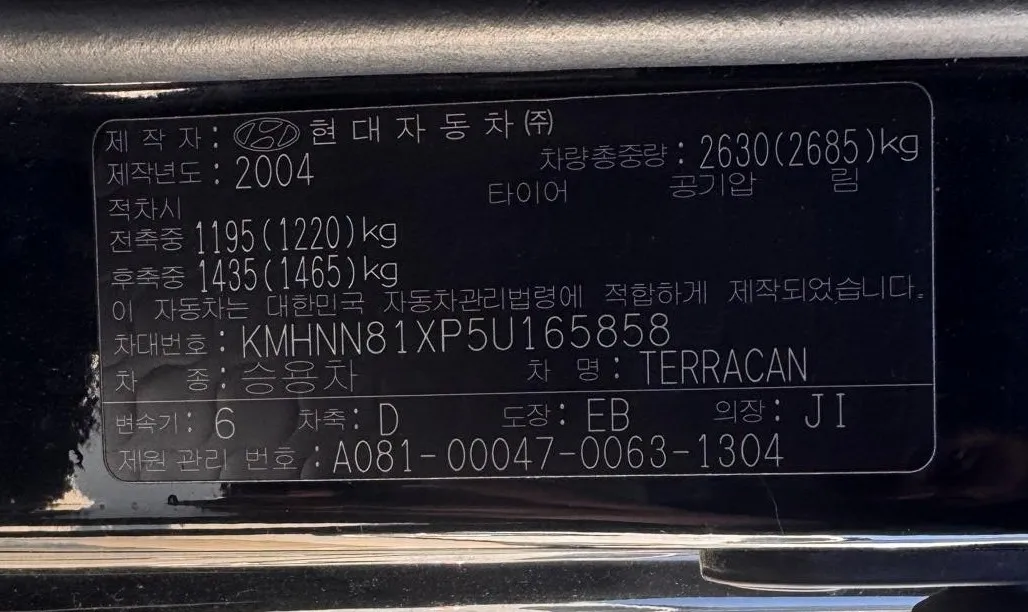 제 작 자 : 현 대 자 동 차 ㈜
제작년도 : 2004 차량총중량 : 2630(2685)kg
적차시 타이어 공기압 림
전축중 1195(1220)kg
후축중 1435(1465)kg
이 자동차는 대한민국 자동차관리법령에 적합하게 제작되었습니다.
차대번호 : KMHNN81XP5U165858
차 종 : 승용차 차 명 : TERRACAN
변속기 : 6 차축 : D 도장 : EB 의장 : JI
제원 관리 번호 : A081-00047-0063-1304